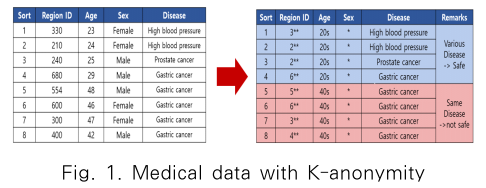 Sort Region ID Age Sex Disease
1 330 23 Female High blood pressure
2 210 24 Female High blood pressure
3 240 25 Male Prostate cancer
4 680 29 Male Gastric cancer
5 554 48 Male Gastric cancer
6 600 46 Female Gastric cancer
7 300 47 Female Gastric cancer
8 400 42 Male Gastric cancer
Sort Region ID Age Sex Disease Remarks
1 3** 20s * High blood pressure
2 2** 20s * High blood pressure
3 2** 20s * Prostate cancer
4 6** 20s * Gastric cancer
Various
Disease
-> Safe
5 5** 40s * Gastric cancer
6 6** 40s * Gastric cancer
7 3** 40s * Gastric cancer
8 4** 40s * Gastric cancer
Same
Disease
->not safe
Fig. 1. Medical data with K-anonymity